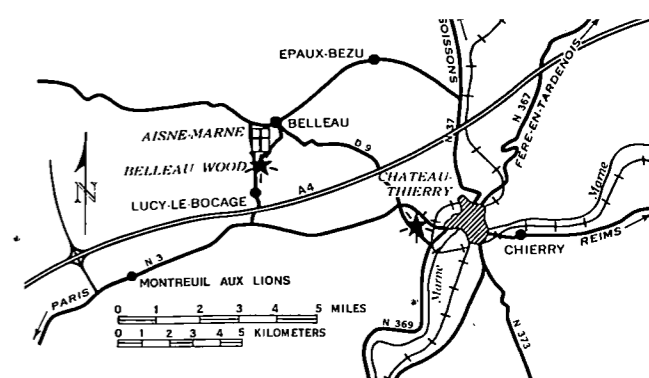 SOISSONS
EPAUX-BEZU
N 367
FÈRE-EN-TARDENOIS
BELLEAU
AISNE-MARNE
D 9
N 37
BELLEAU WOOD
CHATEAU-
THIERRY
Marne
N
A 4
LUCY-LE-BOCAGE
CHIERRY
REIMS
N 3
MONTREUIL AUX LIONS
Marne
PARIS
0 1 2 3 4 5 MILES
0 1 2 3 4 5 KILOMETERS
N 369
N 373